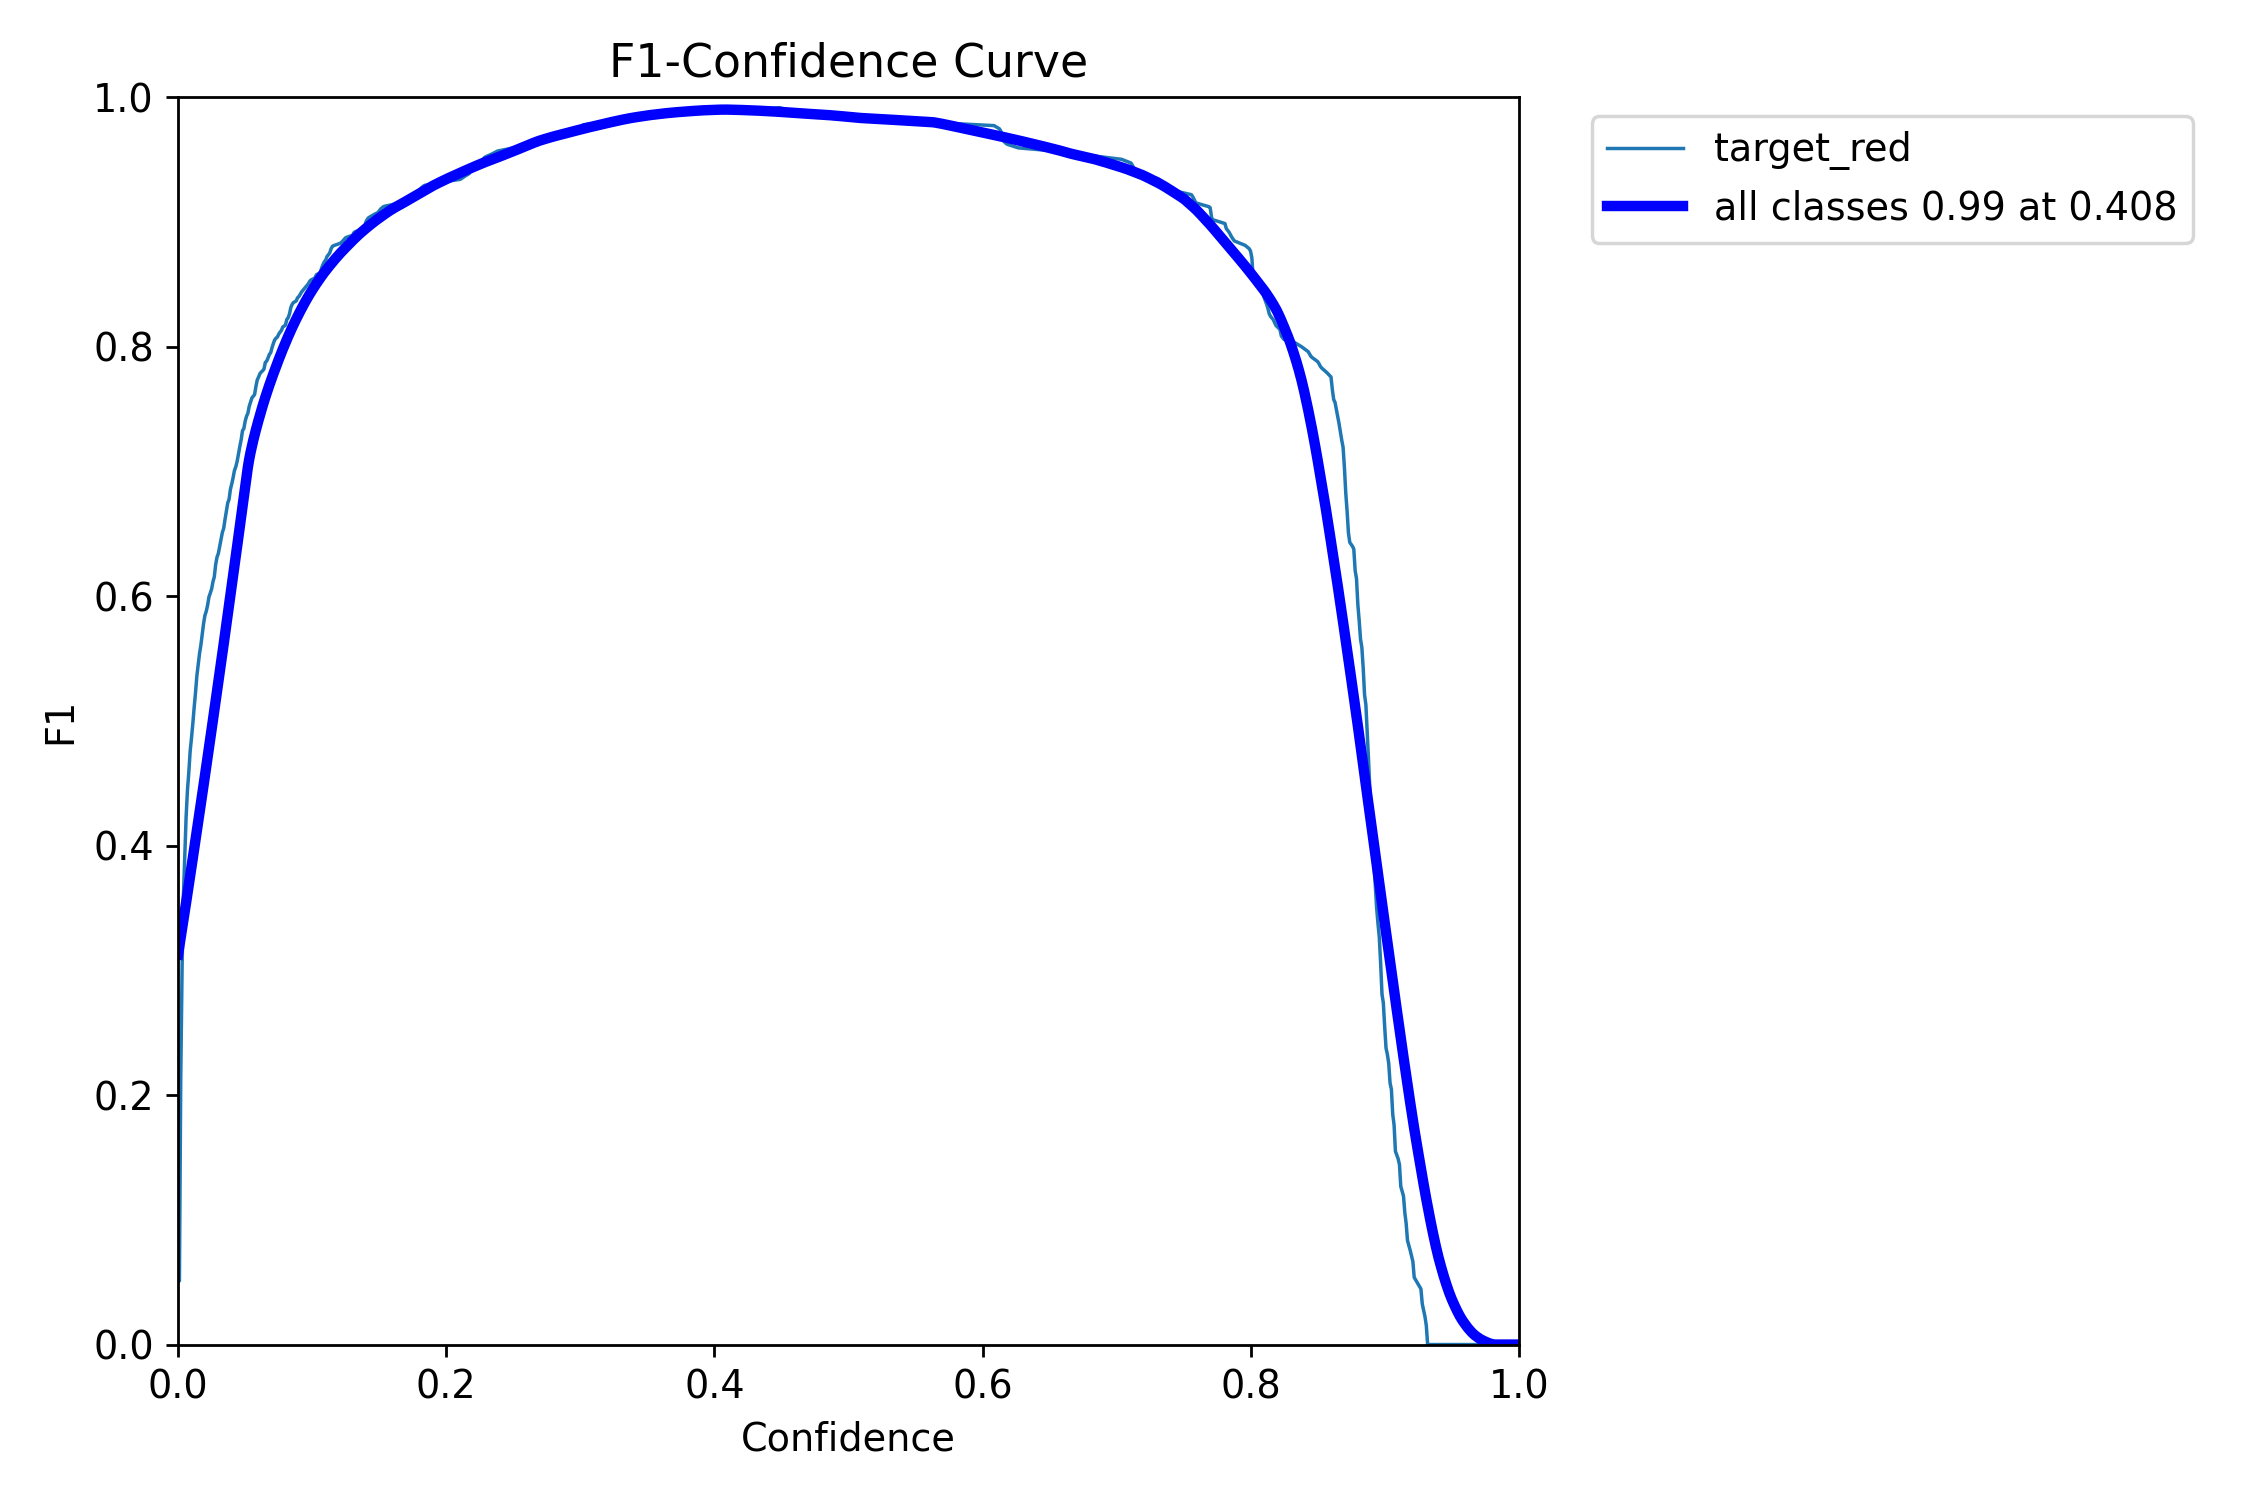 F1-Confidence Curve
1.0
0.8
0.6
0.4
0.2
0.0
F1
0.0 0.2 0.4 0.6 0.8 1.0
Confidence
target_red
all classes 0.99 at 0.408